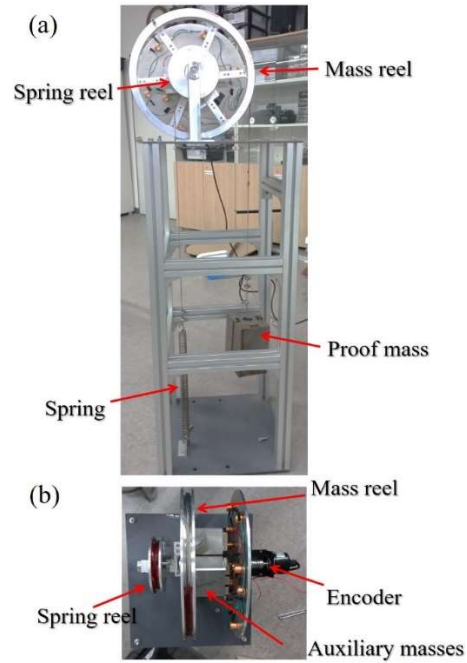 (a)
Spring reel
Mass reel
Proof mass
Spring
(b)
Mass reel
Spring reel
Encoder
Auxiliary masses